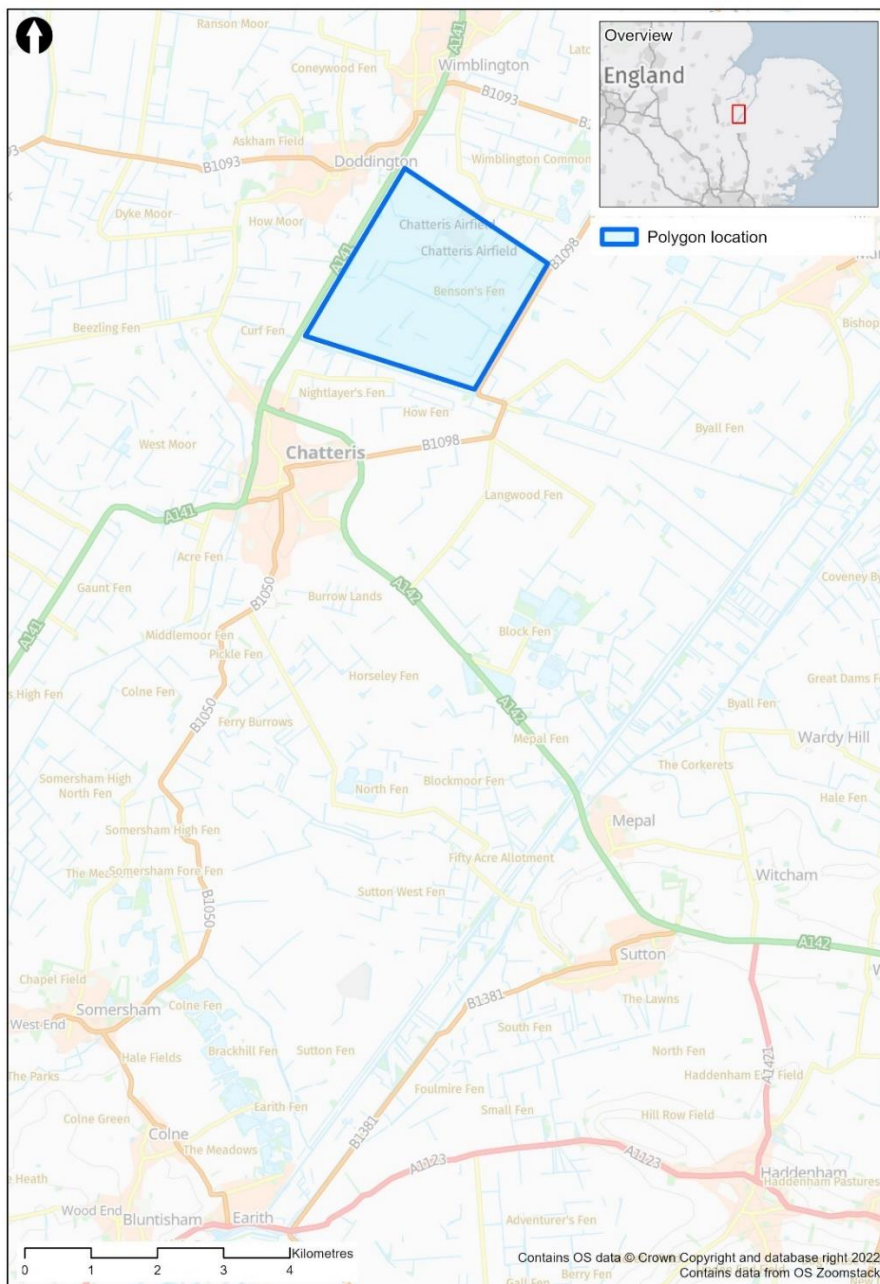 Ranson Moor
A141
Latc
Coneywood Fen
Wimblington
B1093
Askham Field
B1093
Doddington
Wimblington Common
Dyke Moor
How Moor
Chatteris Airfield
Chatteris Airfield
B1098
Benson's Fen
Beezling Fen
Curf Fen
A141
Bishop
Nightlayer's Fen
How Fen
West Moor
Chatteris
B1098
Byall Fen
Langwood Fen
A141
Acre Fen
Gaunt Fen
B1050
Burrow Lands
A142
Coveney By
A141
Middlemoor Fen
Pickle Fen
Block Fen
s High Fen
Colne Fen
Horseley Fen
Great Dams F
B1050
Ferry Burrows
A142
Byall Fen
Mepal Fen
Wardy Hill
Somersham High
North Fen
North Fen
Blockmoor Fen
The Corkerets
Hale Fen
Somersham High Fen
Mepal
Fifty Acre Allotment
Somersham Fore Fen
Witcham
B1050
Sutton West Fen
A142
Sutton
Chapel Field
B1381
The Lawns
Colne Fen
Somersham
West End
South Fen
Hale Fields
Brackhill Fen
Sutton Fen
North Fen
A1421
The Parks
Foulmire Fen
Colne Green
Earith Fen
Small Fen
Hill Row Field
B1381
Colne
The Meadows
e Heath
A1123
A1123
Haddenham
Haddenham Pastures
Wood End
Bluntisham
Earith
Adventurer's Fen
Berry Fen
Overview
England
Polygon location
Kilometres
0 1 2 3 4
Contains OS data © Crown Copyright and database right 2022
Contains data from OS Zoomstack